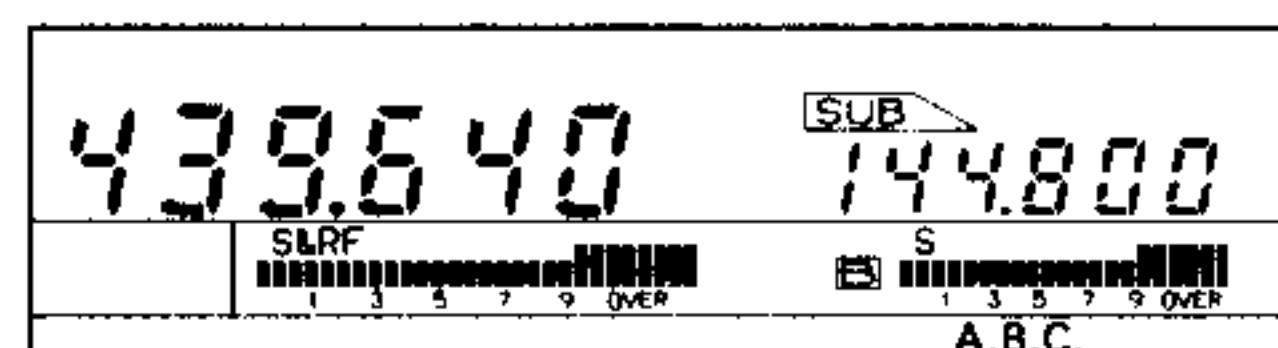 SUB
439.640 144.800
S&RF S
B
1 3 5 7 9 OVER 1 3 5 7 9 OVER
A.B.C.